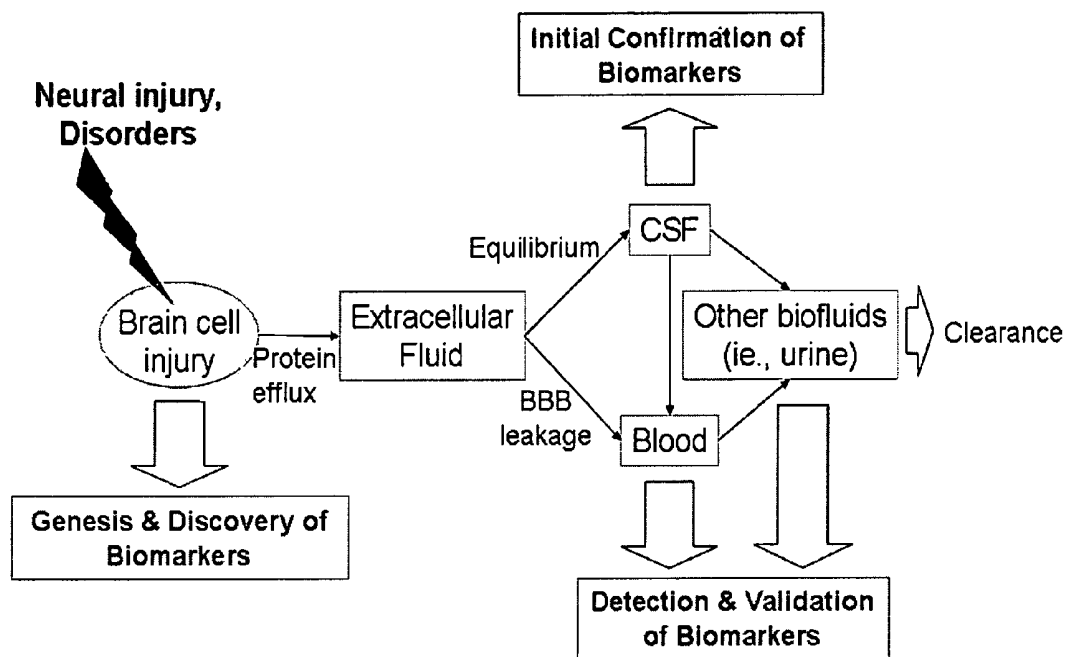 Initial Confirmation of
Biomarkers
Neural injury,
Disorders
CSF
Equilibrium
Brain cell
injury
Protein
efflux
Extracellular
Fluid
Other biofluids
(ie., urine)
Clearance
BBB
leakage
Blood
Genesis & Discovery of
Biomarkers
Detection & Validation
of Biomarkers